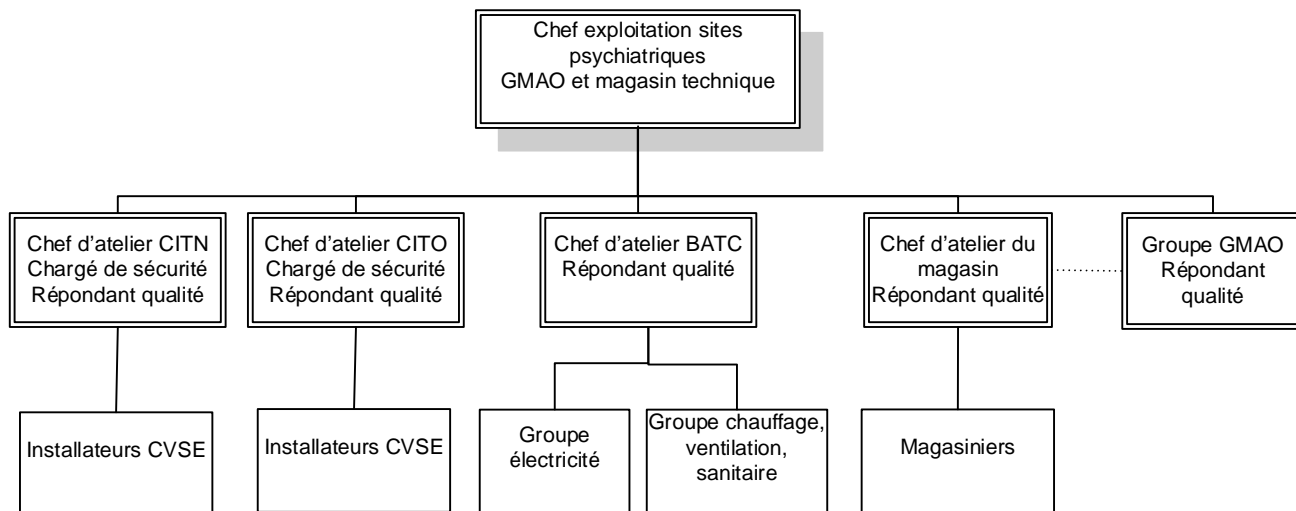 Chef exploitation sites
psychiatriques
GMAO et magasin technique
Chef d'atelier CITN
Chargé de sécurité
Répondant qualité
Chef d'atelier CITO
Chargé de sécurité
Répondant qualité
Chef d'atelier BATC
Répondant qualité
Chef d'atelier du
magasin
Répondant qualité
Groupe GMAO
Répondant
qualité
Installateurs CVSE
Installateurs CVSE
Groupe
électricité
Groupe chauffage,
ventilation,
sanitaire
Magasiniers